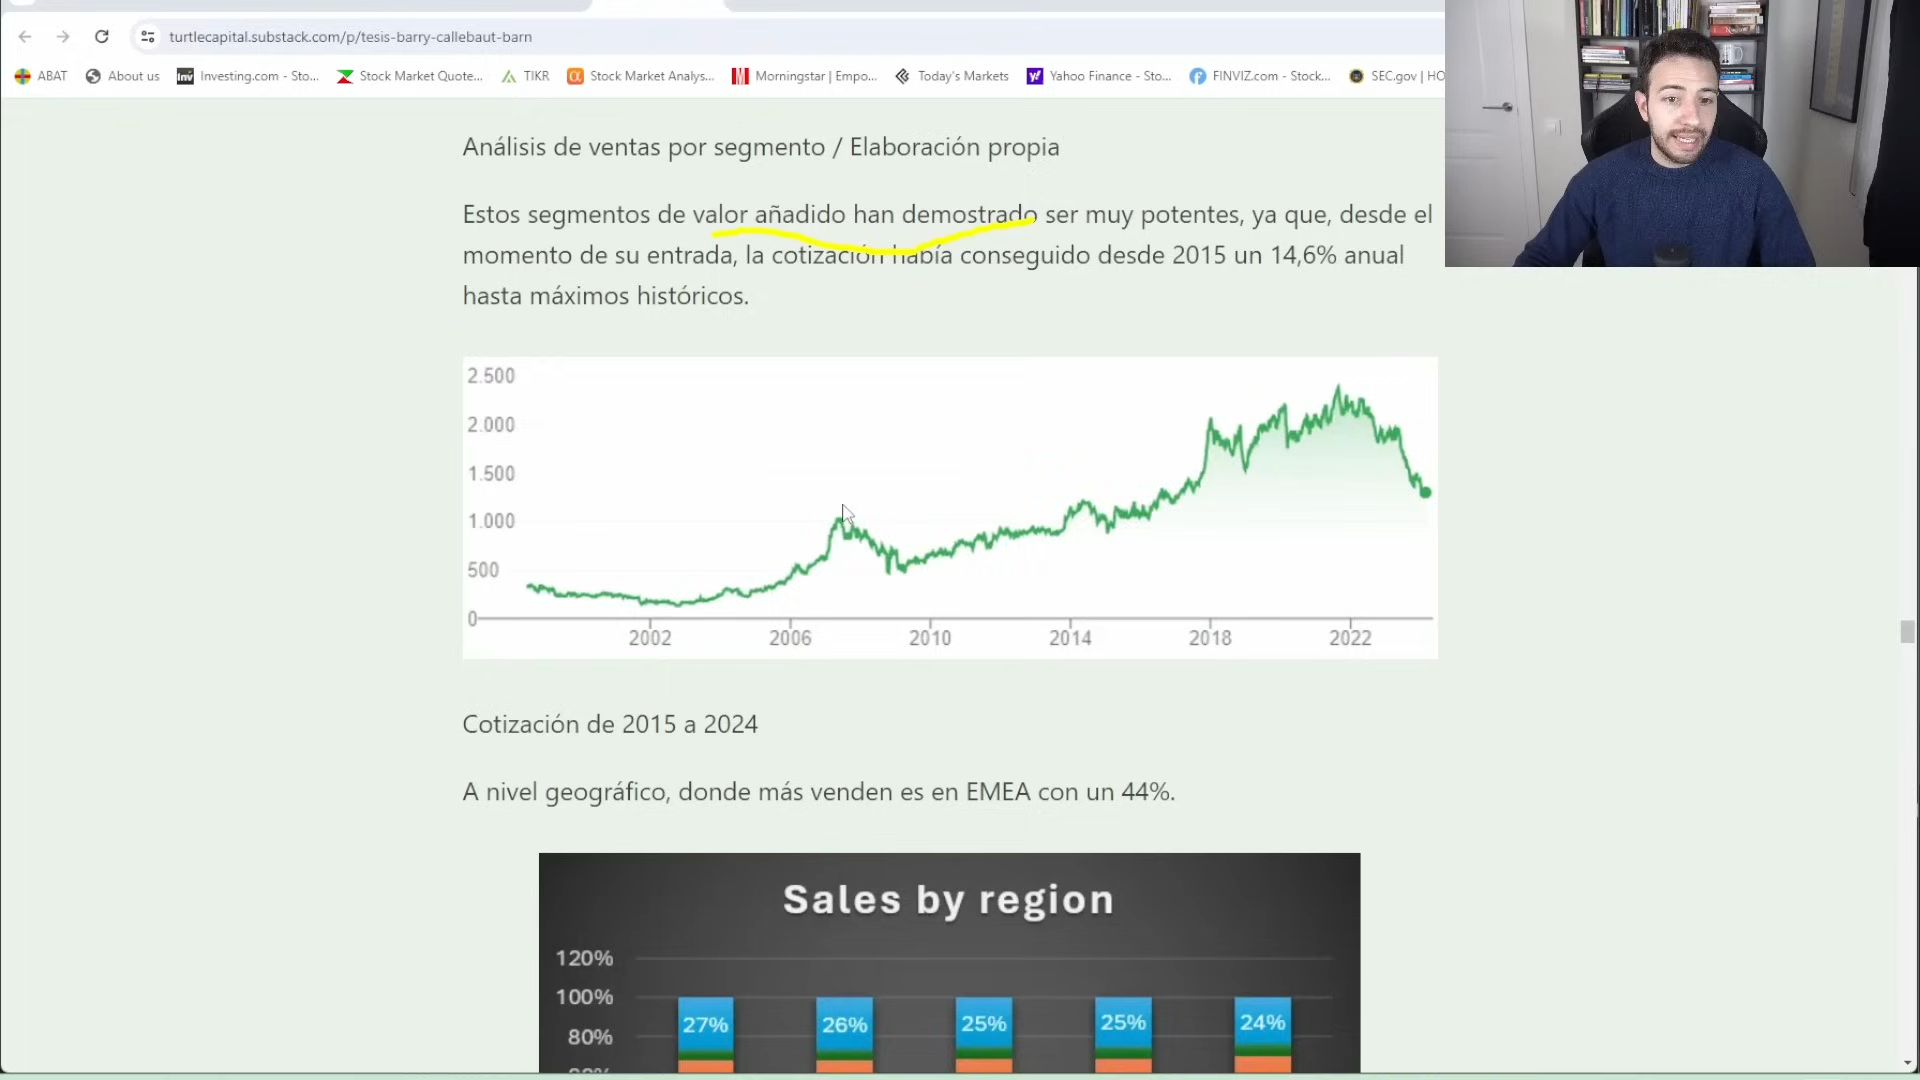 turtlecapital.substack.com/p/tesis-barry-callebaut-barn
ABAT About us Investing.com - Sto... Stock Market Quote... TIKR Stock Market Analys... Morningstar | Empo... Today's Markets Yahoo Finance - Sto... FINVIZ.com - Stock... SEC.gov | HO
Análisis de ventas por segmento / Elaboración propia
Estos segmentos de valor añadido han demostrado ser muy potentes, ya que, desde el
momento de su entrada, la cotización había conseguido desde 2015 un 14,6% anual
hasta máximos históricos.
2.500
2.000
1.500
1.000
500
0
2002 2006 2010 2014 2018 2022
Cotización de 2015 a 2024
A nivel geográfico, donde más venden es en EMEA con un 44%.
Sales by region
120%
100%
80%
27% 26% 25% 25% 24%